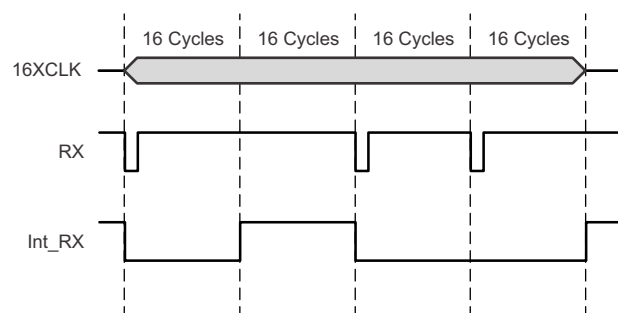 16 Cycles 16 Cycles 16 Cycles 16 Cycles
16XCLK
RX
Int_RX